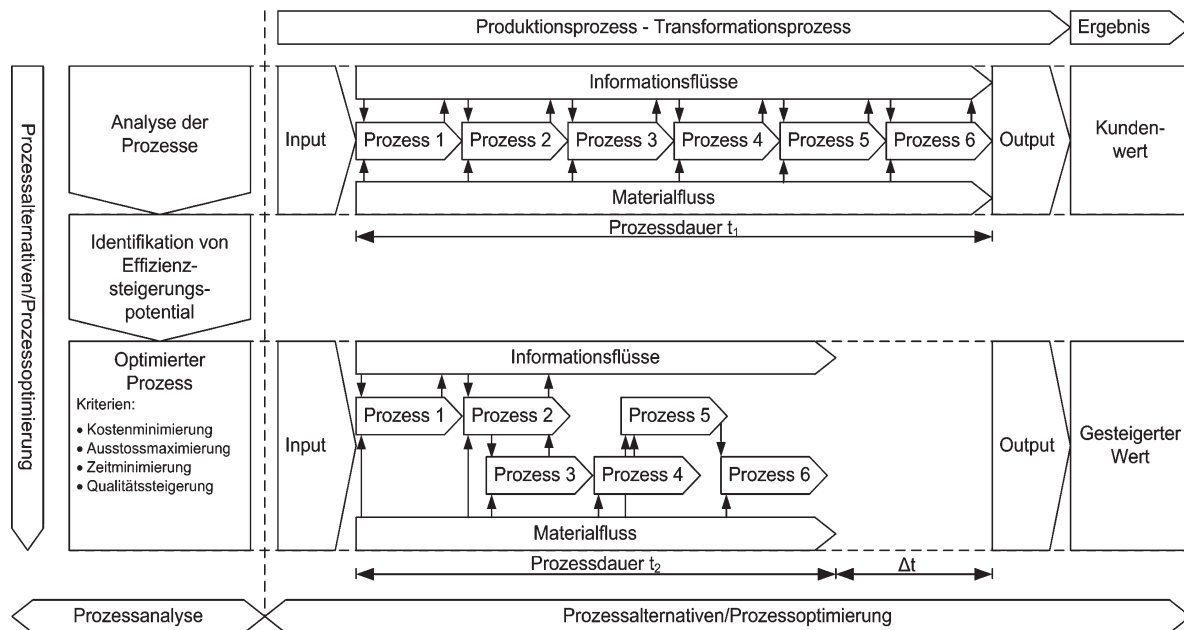 Produktionsprozess - Transformationsprozess
Ergebnis
Prozessalternativen/Prozessoptimierung
Analyse der
Prozesse
Input
Informationsflüsse
Prozess 1
Prozess 2
Prozess 3
Prozess 4
Prozess 5
Prozess 6
Materialfluss
Output
Kunden-
wert
Prozessdauer t₁
Identifikation von
Effizienz-
steigerungs-
potential
Optimierter
Prozess
Kriterien:
• Kostenminimierung
• Ausstossmaximierung
• Zeitminimierung
• Qualitätssteigerung
Input
Informationsflüsse
Prozess 1
Prozess 2
Prozess 5
Prozess 3
Prozess 4
Prozess 6
Materialfluss
Output
Gesteigerter
Wert
Prozessdauer t₂
Δt
Prozessanalyse
Prozessalternativen/Prozessoptimierung